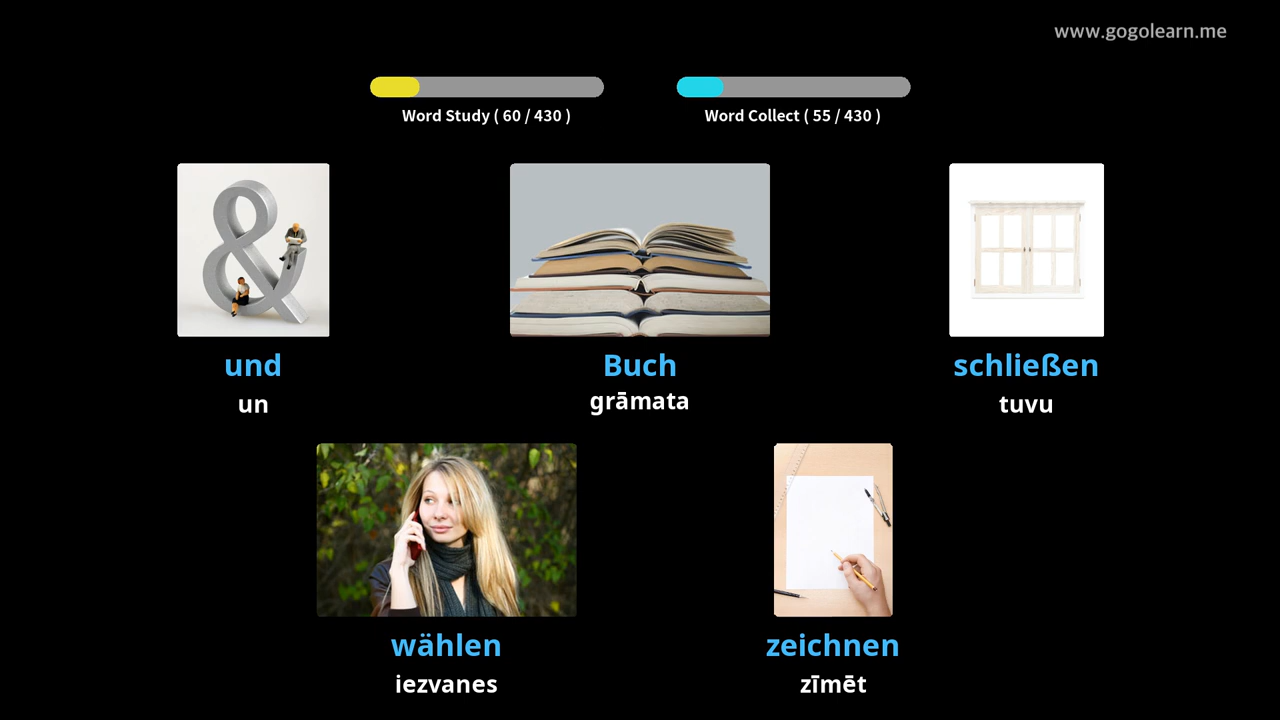 www.gogolearn.me
Word Study ( 60 / 430 )
Word Collect ( 55 / 430 )
&
und
un
Buch
grāmata
schließen
tuvu
wählen
iezvanes
zeichnen
zīmēt